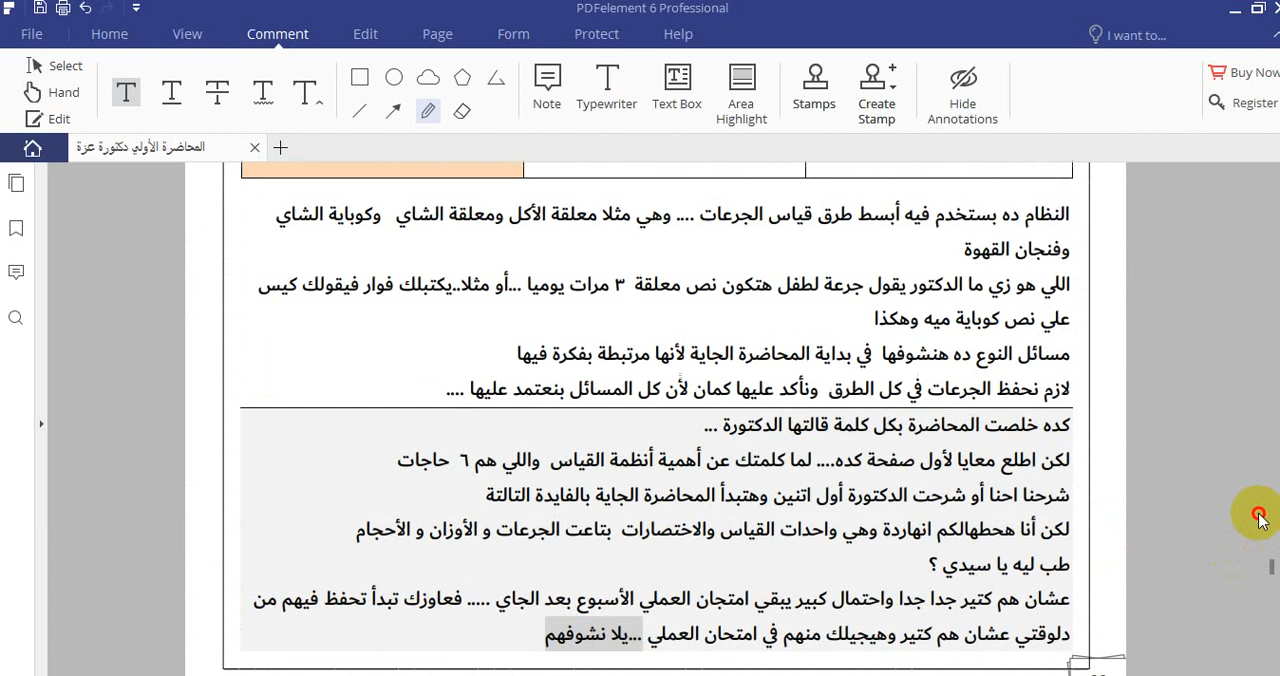 PDFelement 6 Professional
File Home View Comment Edit Page Form Protect Help I want to...
Select
Hand
Edit
Note Typewriter Text Box Area Highlight Stamps Create Stamp Hide Annotations
Buy Now
Register
المحاضرة الأولي دكتورة عزة
النظام ده بستخدم فيه أبسط طرق قياس الجرعات .... وهي مثلا معلقة الأكل ومعلقة الشاي وكوباية الشاي
وفنجان القهوة
اللي هو زي ما الدكتور يقول جرعة لطفل هتكون نص معلقة ٣ مرات يوميا ...أو مثلا..يكتبلك فوار فيقولك كيس
علي نص كوباية ميه وهكذا
مسائل النوع ده هنشوفها في بداية المحاضرة الجاية لأنها مرتبطة بفكرة فيها
لازم نحفظ الجرعات في كل الطرق ونأكد عليها كمان لأن كل المسائل بنعتمد عليها ....
كده خلصت المحاضرة بكل كلمة قالتها الدكتورة ...
لكن اطلع معايا لأول صفحة كده.... لما كلمتك عن أهمية أنظمة القياس واللي هم ٦ حاجات
شرحنا احنا أو شرحت الدكتورة أول اتنين وهتبدأ المحاضرة الجاية بالفايدة التالتة
لكن أنا هحطهالكم انهاردة وهي واحدات القياس والاختصارات بتاعت الجرعات و الأوزان و الأحجام
طب ليه يا سيدي ؟
عشان هم كتير جدا جدا واحتمال كبير يبقي امتجان العملي الأسبوع بعد الجاي ..... فعاوزك تبدأ تحفظ فيهم من
دلوقتي عشان هم كتير وهيجيلك منهم في امتحان العملي ...يلا نشوفهم